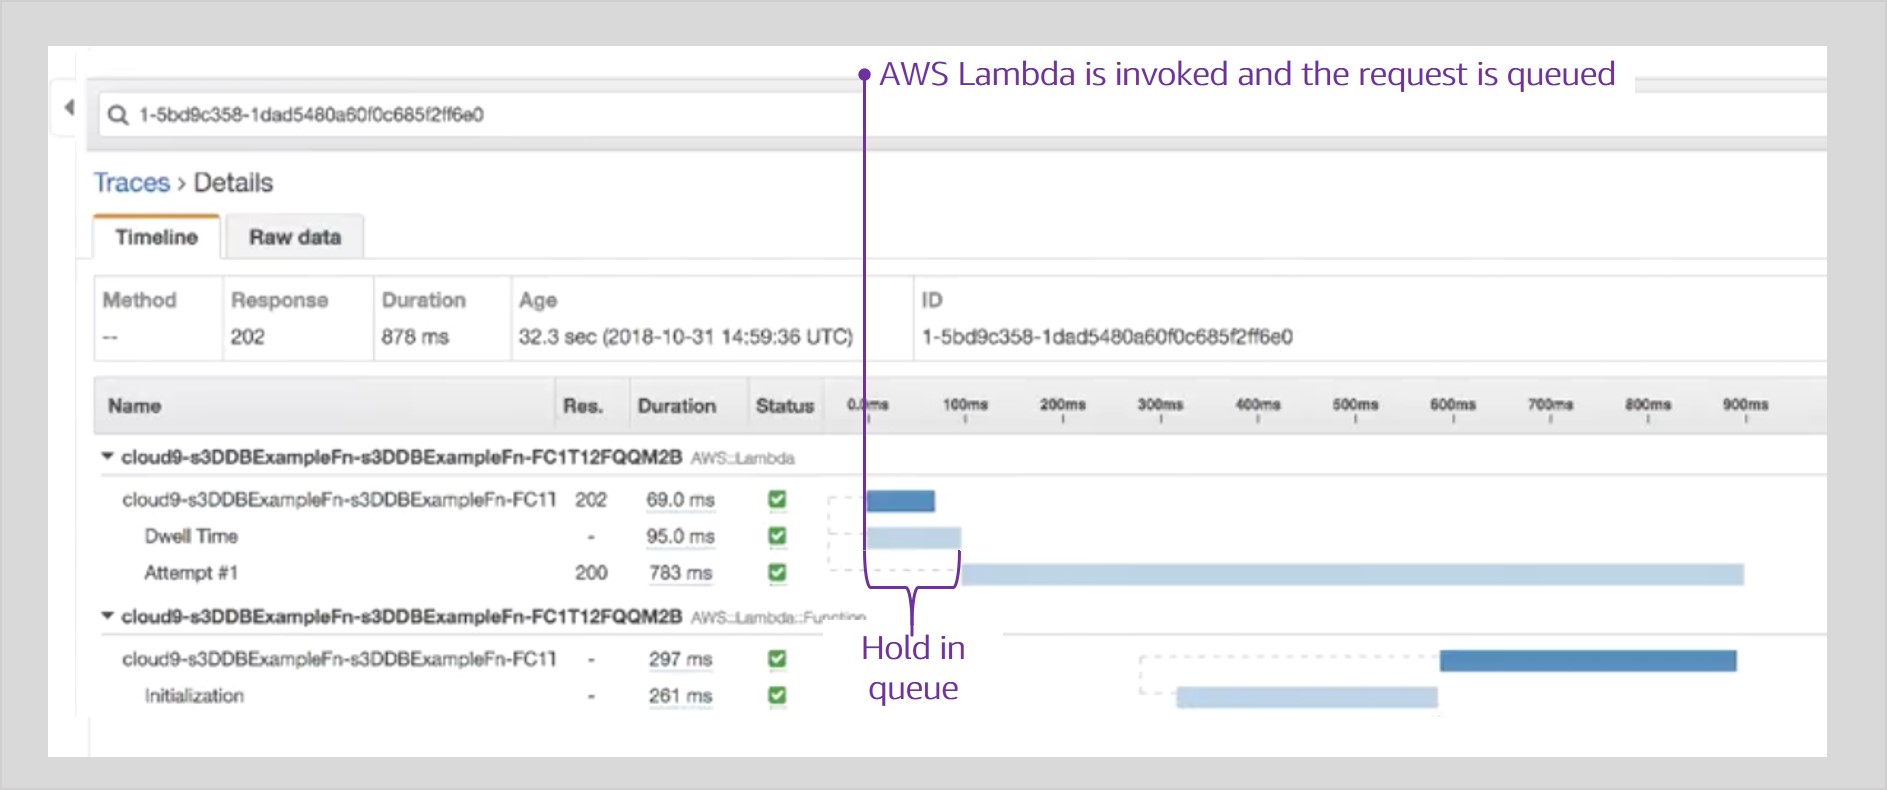 AWS Lambda is invoked and the request is queued
1-5bd9c358-1dad5480a60f0c685f2ff6e0
Traces > Details
Timeline Raw data
Method Response Duration Age ID
-- 202 878 ms 32.3 sec (2018-10-31 14:59:36 UTC) 1-5bd9c358-1dad5480a60f0c685f2ff6e0
Name Res. Duration Status 0.0ms 100ms 200ms 300ms 400ms 500ms 600ms 700ms 800ms 900ms
cloud9-s3DDBExampleFn-s3DDBExampleFn-FC1T12FQQM2B AWS::Lambda
cloud9-s3DDBExampleFn-s3DDBExampleFn-FC1T 202 69.0 ms
Dwell Time - 95.0 ms
Attempt #1 200 783 ms
cloud9-s3DDBExampleFn-s3DDBExampleFn-FC1T12FQQM2B AWS::Lambda::Function
cloud9-s3DDBExampleFn-s3DDBExampleFn-FC1T - 297 ms
Initialization - 261 ms
Hold in
queue